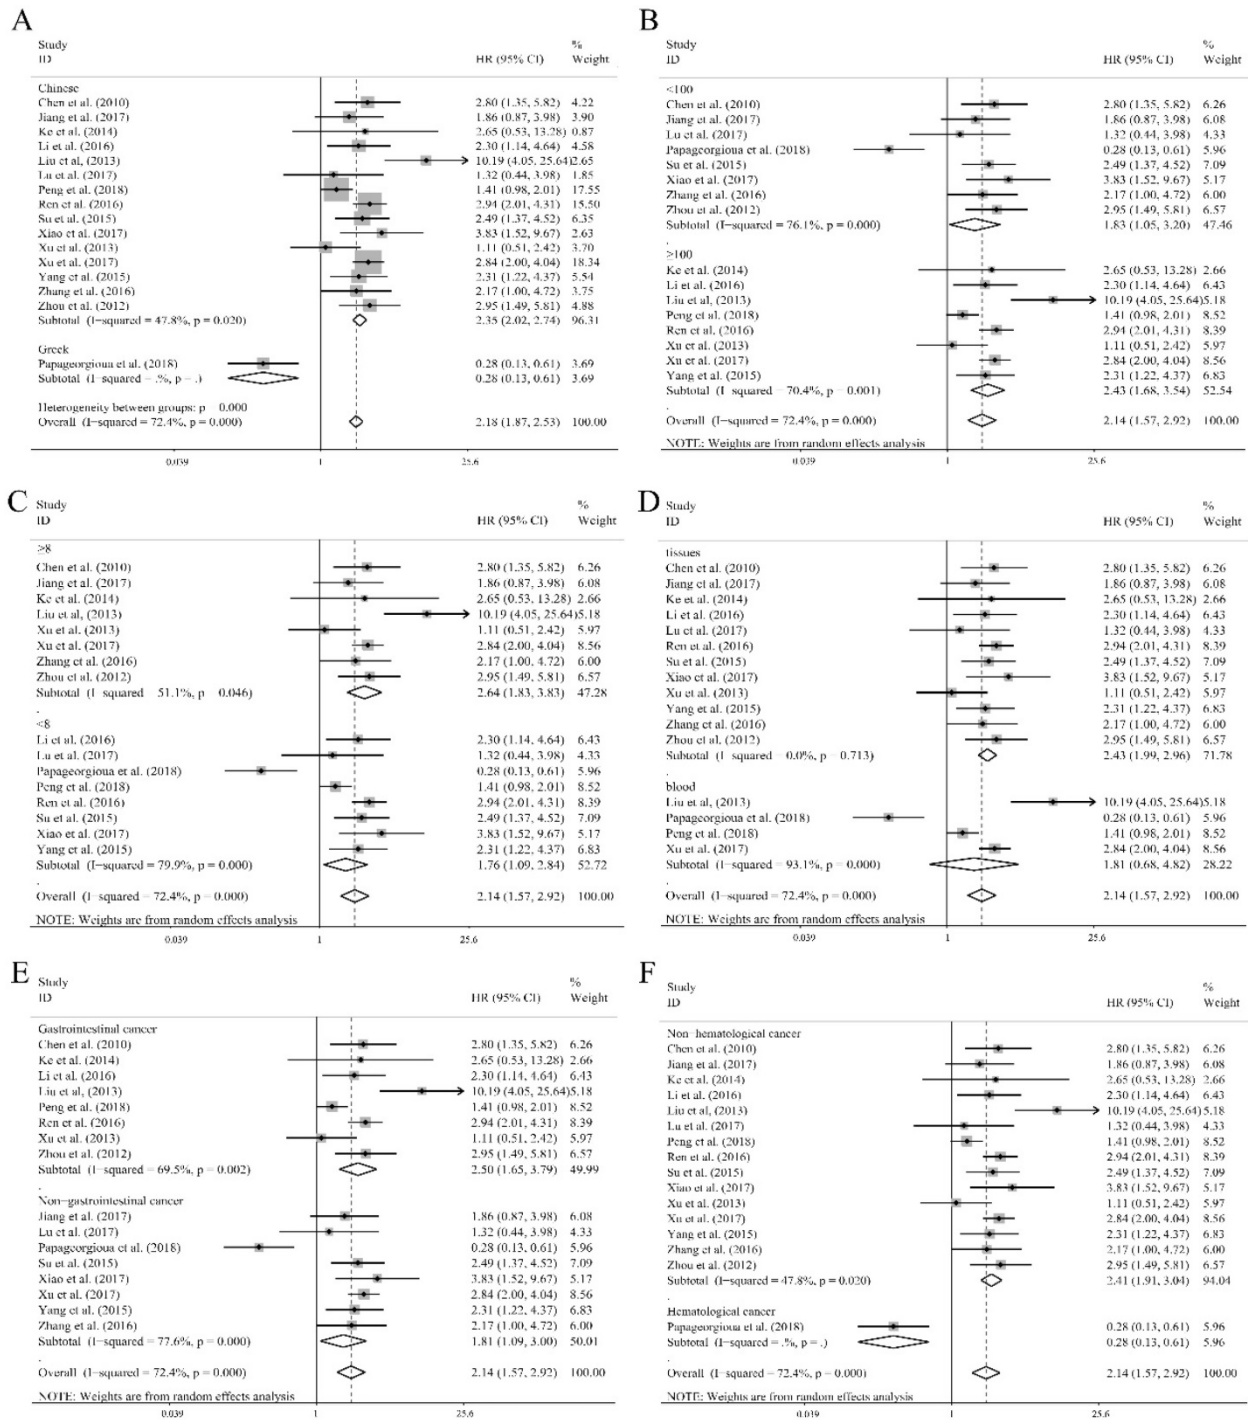 A
Study %
ID HR (95% CI) Weight
Chinese
Chen et al. (2010) 2.80 (1.35, 5.82) 4.22
Jiang et al. (2017) 1.86 (0.87, 3.98) 3.90
Ke et al. (2014) 2.65 (0.53, 13.28) 0.87
Li et al. (2016) 2.30 (1.14, 4.64) 4.58
Liu et al, (2013) 10.19 (4.05, 25.64) 2.65
Lu et al. (2017) 1.32 (0.44, 3.98) 1.85
Peng et al. (2018) 1.41 (0.98, 2.01) 17.55
Ren et al. (2016) 2.94 (2.01, 4.31) 15.50
Su et al. (2015) 2.49 (1.37, 4.52) 6.35
Xiao et al. (2017) 3.83 (1.52, 9.67) 2.63
Xu et al. (2013) 1.11 (0.51, 2.42) 3.70
Xu et al. (2017) 2.84 (2.00, 4.04) 18.34
Yang et al. (2015) 2.31 (1.22, 4.37) 5.54
Zhang et al. (2016) 2.17 (1.00, 4.72) 3.75
Zhou et al. (2012) 2.95 (1.49, 5.81) 4.88
Subtotal (I-squared = 47.8%, p = 0.020) 2.35 (2.02, 2.74) 96.31
Greek
Papageorgioua et al. (2018) 0.28 (0.13, 0.61) 3.69
Subtotal (I-squared = .%, p = .) 0.28 (0.13, 0.61) 3.69
Heterogeneity between groups: p = 0.000
Overall (I-squared = 72.4%, p = 0.000) 2.18 (1.87, 2.53) 100.00
0.039 1 25.6
B
Study %
ID HR (95% CI) Weight
<100
Chen et al. (2010) 2.80 (1.35, 5.82) 6.26
Jiang et al. (2017) 1.86 (0.87, 3.98) 6.08
Lu et al. (2017) 1.32 (0.44, 3.98) 4.33
Papageorgioua et al. (2018) 0.28 (0.13, 0.61) 5.96
Su et al. (2015) 2.49 (1.37, 4.52) 7.09
Xiao et al. (2017) 3.83 (1.52, 9.67) 5.17
Zhang et al. (2016) 2.17 (1.00, 4.72) 6.00
Zhou et al. (2012) 2.95 (1.49, 5.81) 6.57
Subtotal (I-squared = 76.1%, p = 0.000) 1.83 (1.05, 3.20) 47.46
.
≥100
Ke et al. (2014) 2.65 (0.53, 13.28) 2.66
Li et al. (2016) 2.30 (1.14, 4.64) 6.43
Liu et al, (2013) 10.19 (4.05, 25.64) 5.18
Peng et al. (2018) 1.41 (0.98, 2.01) 8.52
Ren et al. (2016) 2.94 (2.01, 4.31) 8.39
Xu et al. (2013) 1.11 (0.51, 2.42) 5.97
Xu et al. (2017) 2.84 (2.00, 4.04) 8.56
Yang et al. (2015) 2.31 (1.22, 4.37) 6.83
Subtotal (I-squared = 70.4%, p = 0.001) 2.43 (1.68, 3.54) 52.54
.
Overall (I-squared = 72.4%, p = 0.000) 2.14 (1.57, 2.92) 100.00
NOTE: Weights are from random effects analysis
0.039 1 25.6
C
Study %
ID HR (95% CI) Weight
≥8
Chen et al. (2010) 2.80 (1.35, 5.82) 6.26
Jiang et al. (2017) 1.86 (0.87, 3.98) 6.08
Ke et al. (2014) 2.65 (0.53, 13.28) 2.66
Liu et al, (2013) 10.19 (4.05, 25.64) 5.18
Xu et al. (2013) 1.11 (0.51, 2.42) 5.97
Xu et al. (2017) 2.84 (2.00, 4.04) 8.56
Zhang et al. (2016) 2.17 (1.00, 4.72) 6.00
Zhou et al. (2012) 2.95 (1.49, 5.81) 6.57
Subtotal (I-squared = 51.1%, p = 0.046) 2.64 (1.83, 3.83) 47.28
.
<8
Li et al. (2016) 2.30 (1.14, 4.64) 6.43
Lu et al. (2017) 1.32 (0.44, 3.98) 4.33
Papageorgioua et al. (2018) 0.28 (0.13, 0.61) 5.96
Peng et al. (2018) 1.41 (0.98, 2.01) 8.52
Ren et al. (2016) 2.94 (2.01, 4.31) 8.39
Su et al. (2015) 2.49 (1.37, 4.52) 7.09
Xiao et al. (2017) 3.83 (1.52, 9.67) 5.17
Yang et al. (2015) 2.31 (1.22, 4.37) 6.83
Subtotal (I-squared = 79.9%, p = 0.000) 1.76 (1.09, 2.84) 52.72
.
Overall (I-squared = 72.4%, p = 0.000) 2.14 (1.57, 2.92) 100.00
NOTE: Weights are from random effects analysis
0.039 1 25.6
D
Study %
ID HR (95% CI) Weight
tissues
Chen et al. (2010) 2.80 (1.35, 5.82) 6.26
Jiang et al. (2017) 1.86 (0.87, 3.98) 6.08
Ke et al. (2014) 2.65 (0.53, 13.28) 2.66
Li et al. (2016) 2.30 (1.14, 4.64) 6.43
Lu et al. (2017) 1.32 (0.44, 3.98) 4.33
Ren et al. (2016) 2.94 (2.01, 4.31) 8.39
Su et al. (2015) 2.49 (1.37, 4.52) 7.09
Xiao et al. (2017) 3.83 (1.52, 9.67) 5.17
Xu et al. (2013) 1.11 (0.51, 2.42) 5.97
Yang et al. (2015) 2.31 (1.22, 4.37) 6.83
Zhang et al. (2016) 2.17 (1.00, 4.72) 6.00
Zhou et al. (2012) 2.95 (1.49, 5.81) 6.57
Subtotal (I-squared = 0.0%, p = 0.713) 2.43 (1.99, 2.96) 71.78
.
blood
Liu et al, (2013) 10.19 (4.05, 25.64) 5.18
Papageorgioua et al. (2018) 0.28 (0.13, 0.61) 5.96
Peng et al. (2018) 1.41 (0.98, 2.01) 8.52
Xu et al. (2017) 2.84 (2.00, 4.04) 8.56
Subtotal (I-squared = 93.1%, p = 0.000) 1.81 (0.68, 4.82) 28.22
.
Overall (I-squared = 72.4%, p = 0.000) 2.14 (1.57, 2.92) 100.00
NOTE: Weights are from random effects analysis
0.039 1 25.6
E
Study %
ID HR (95% CI) Weight
Gastrointestinal cancer
Chen et al. (2010) 2.80 (1.35, 5.82) 6.26
Ke et al. (2014) 2.65 (0.53, 13.28) 2.66
Li et al. (2016) 2.30 (1.14, 4.64) 6.43
Liu et al, (2013) 10.19 (4.05, 25.64) 5.18
Peng et al. (2018) 1.41 (0.98, 2.01) 8.52
Ren et al. (2016) 2.94 (2.01, 4.31) 8.39
Xu et al. (2013) 1.11 (0.51, 2.42) 5.97
Zhou et al. (2012) 2.95 (1.49, 5.81) 6.57
Subtotal (I-squared = 69.5%, p = 0.002) 2.50 (1.65, 3.79) 49.99
.
Non-gastrointestinal cancer
Jiang et al. (2017) 1.86 (0.87, 3.98) 6.08
Lu et al. (2017) 1.32 (0.44, 3.98) 4.33
Papageorgioua et al. (2018) 0.28 (0.13, 0.61) 5.96
Su et al. (2015) 2.49 (1.37, 4.52) 7.09
Xiao et al. (2017) 3.83 (1.52, 9.67) 5.17
Xu et al. (2017) 2.84 (2.00, 4.04) 8.56
Yang et al. (2015) 2.31 (1.22, 4.37) 6.83
Zhang et al. (2016) 2.17 (1.00, 4.72) 6.00
Subtotal (I-squared = 77.6%, p = 0.000) 1.81 (1.09, 3.00) 50.01
.
Overall (I-squared = 72.4%, p = 0.000) 2.14 (1.57, 2.92) 100.00
NOTE: Weights are from random effects analysis
0.039 1 25.6
F
Study %
ID HR (95% CI) Weight
Non-hematological cancer
Chen et al. (2010) 2.80 (1.35, 5.82) 6.26
Jiang et al. (2017) 1.86 (0.87, 3.98) 6.08
Ke et al. (2014) 2.65 (0.53, 13.28) 2.66
Li et al. (2016) 2.30 (1.14, 4.64) 6.43
Liu et al, (2013) 10.19 (4.05, 25.64) 5.18
Lu et al. (2017) 1.32 (0.44, 3.98) 4.33
Peng et al. (2018) 1.41 (0.98, 2.01) 8.52
Ren et al. (2016) 2.94 (2.01, 4.31) 8.39
Su et al. (2015) 2.49 (1.37, 4.52) 7.09
Xiao et al. (2017) 3.83 (1.52, 9.67) 5.17
Xu et al. (2013) 1.11 (0.51, 2.42) 5.97
Xu et al. (2017) 2.84 (2.00, 4.04) 8.56
Yang et al. (2015) 2.31 (1.22, 4.37) 6.83
Zhang et al. (2016) 2.17 (1.00, 4.72) 6.00
Zhou et al. (2012) 2.95 (1.49, 5.81) 6.57
Subtotal (I-squared = 47.8%, p = 0.020) 2.41 (1.91, 3.04) 94.04
.
Hematological cancer
Papageorgioua et al. (2018) 0.28 (0.13, 0.61) 5.96
Subtotal (I-squared = .%, p = .) 0.28 (0.13, 0.61) 5.96
.
Overall (I-squared = 72.4%, p = 0.000) 2.14 (1.57, 2.92) 100.00
NOTE: Weights are from random effects analysis
0.039 1 25.6